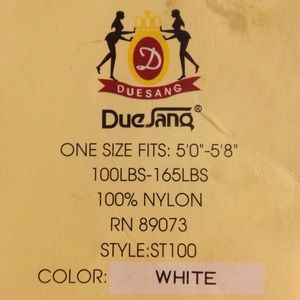 D
DUESANG
DueSang®
ONE SIZE FITS: 5'0"-5'8"
100LBS-165LBS
100% NYLON
RN 89073
STYLE:ST100
COLOR: WHITE